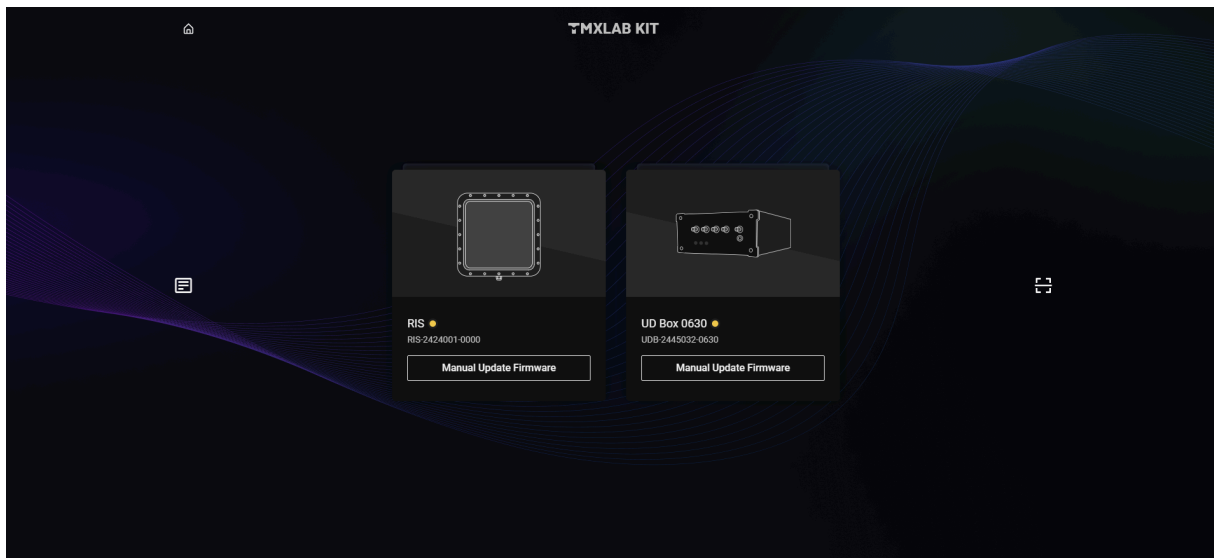 TMXLAB KIT
RIS
RIS-2424001-0000
Manual Update Firmware
UD Box 0630
UDB-2445032-0630
Manual Update Firmware